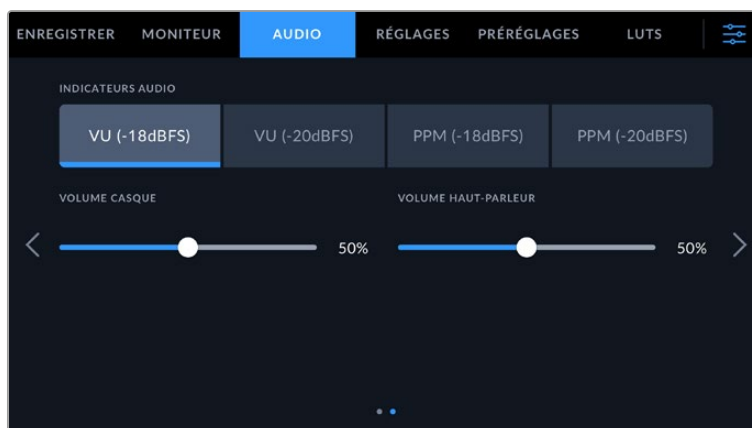 ENREGISTRER MONITEUR AUDIO RÉGLAGES PRÉRÉGLAGES LUTS
INDICATEURS AUDIO
VU (-18dBFS) VU (-20dBFS) PPM (-18dBFS) PPM (-20dBFS)
VOLUME CASQUE VOLUME HAUT-PARLEUR
50% 50%